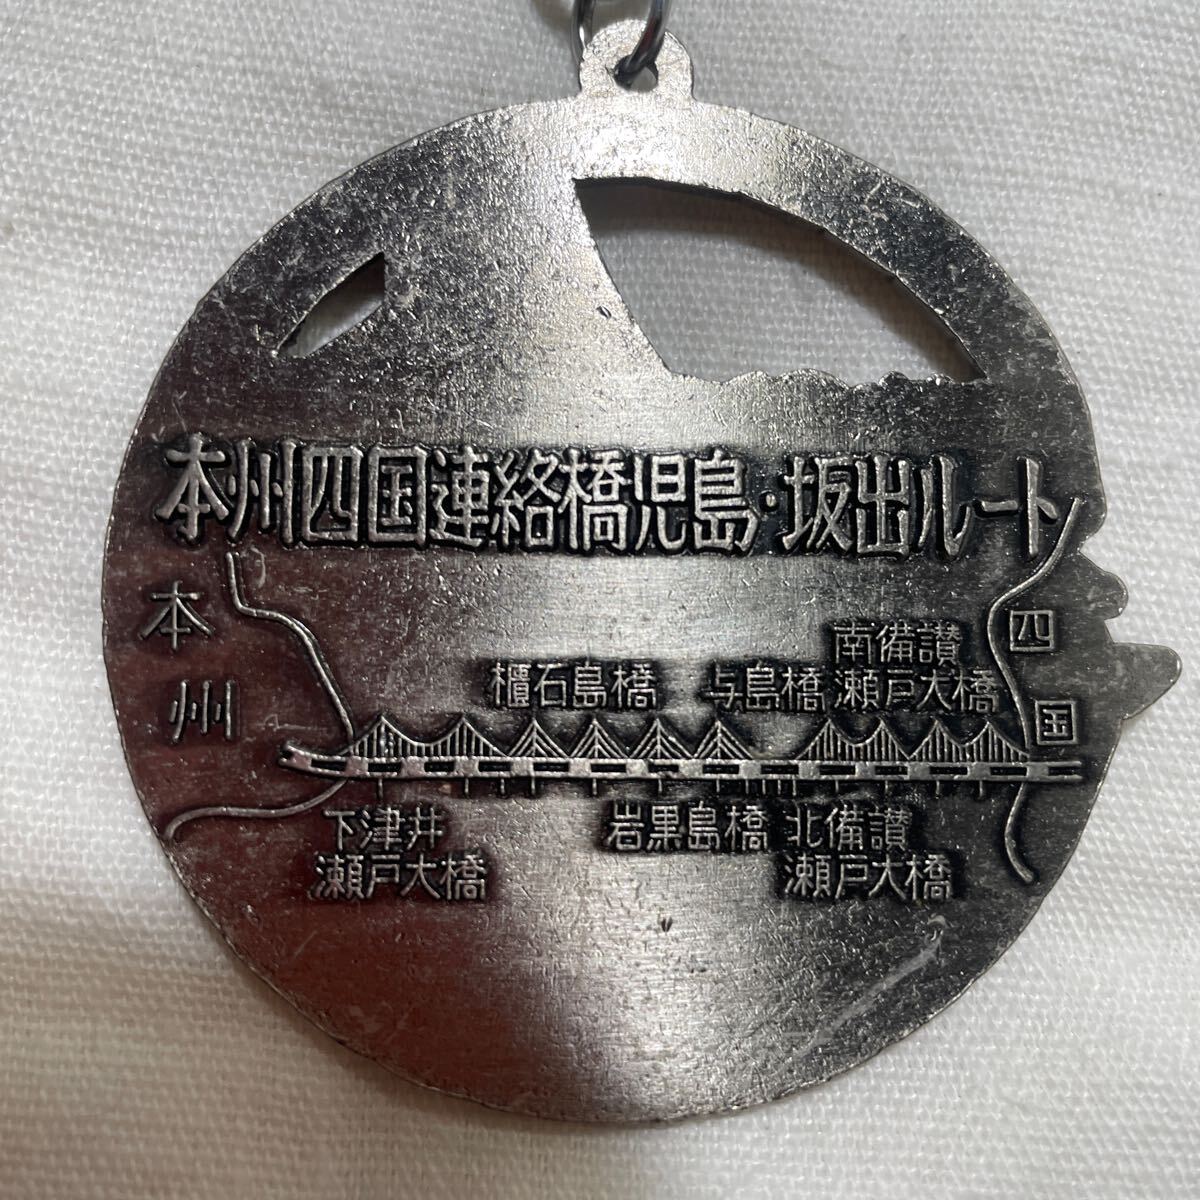 本州四国連絡橋児島・坂出ルート
本州
四国
櫃石島橋
与島橋
南備讃
瀬戸大橋
下津井
瀬戸大橋
岩黒島橋
北備讃
瀬戸大橋